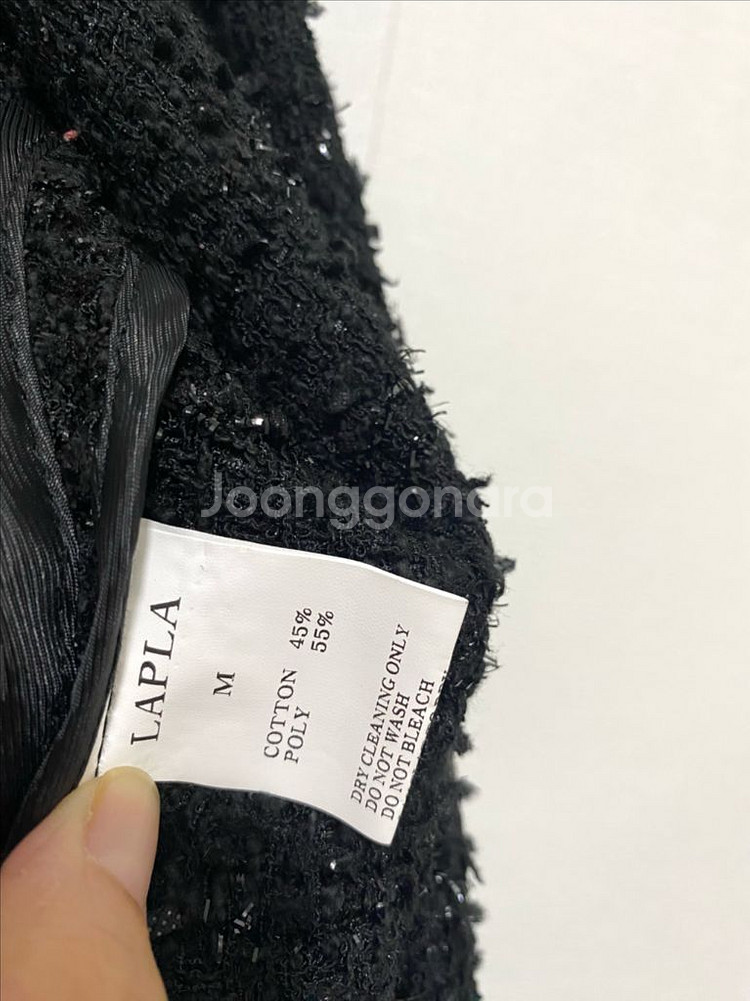 Joonggonara
LAPLA
M
COTTON 45%
POLY 55%
DRY CLEANING ONLY
DO NOT WASH
DO NOT BLEACH